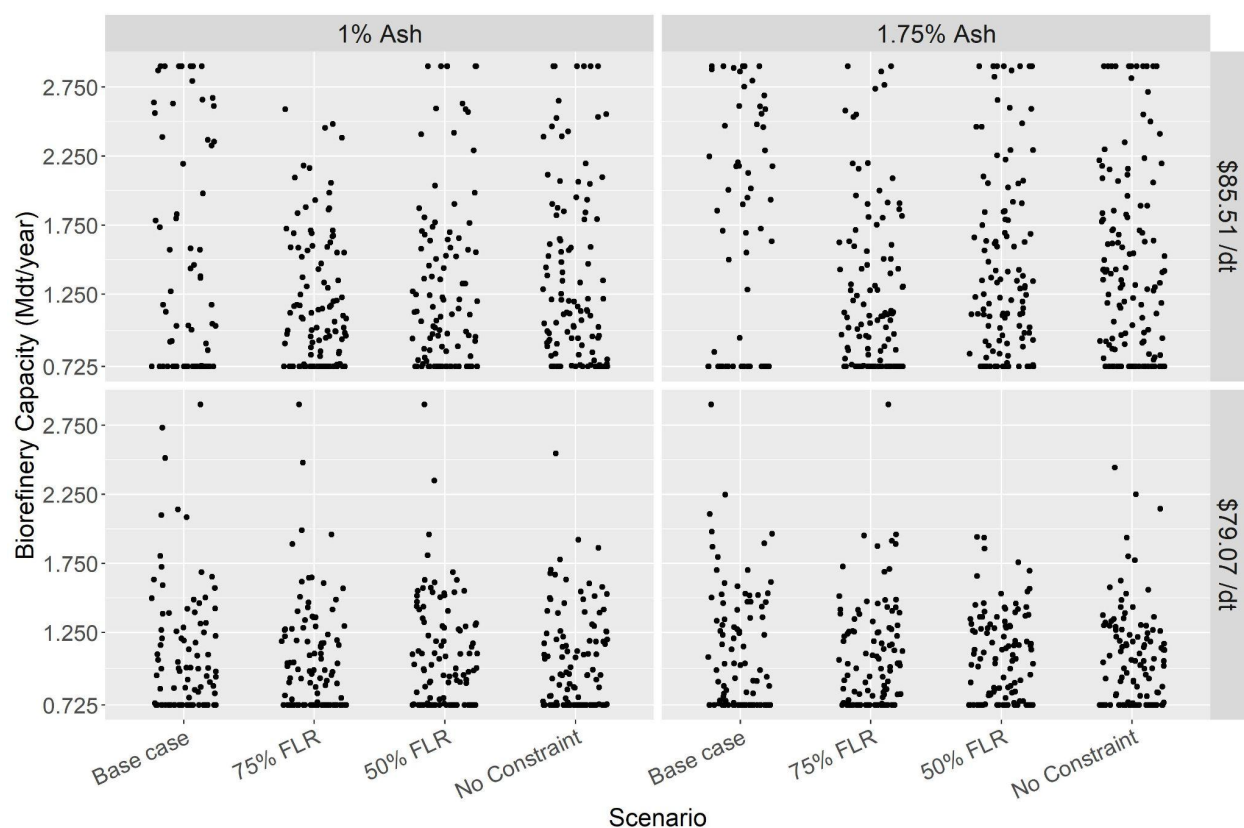 1% Ash
1.75% Ash
Biorefinery Capacity (Mdt/year)
2.750
2.250
1.750
1.250
0.725
$85.51 /dt
2.750
2.250
1.750
1.250
0.725
$79.07 /dt
Base case
75% FLR
50% FLR
No Constraint
Base case
75% FLR
50% FLR
No Constraint
Scenario